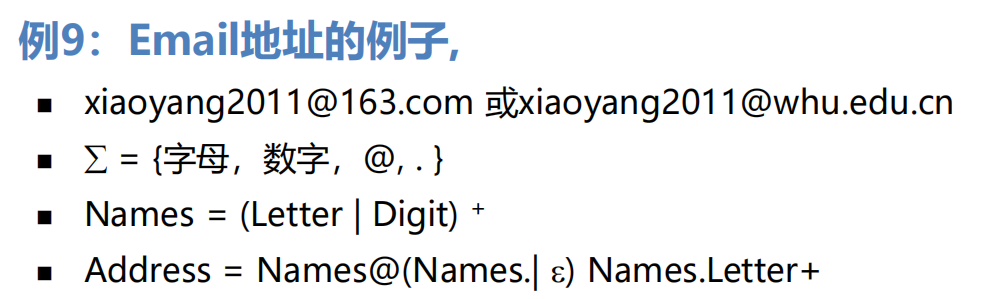 例9：Email地址的例子,
▪ xiaoyang2011@163.com 或xiaoyang2011@whu.edu.cn
▪ ∑ = {字母，数字，@, . }
▪ Names = (Letter | Digit) ⁺
▪ Address = Names@(Names.| ε) Names.Letter+